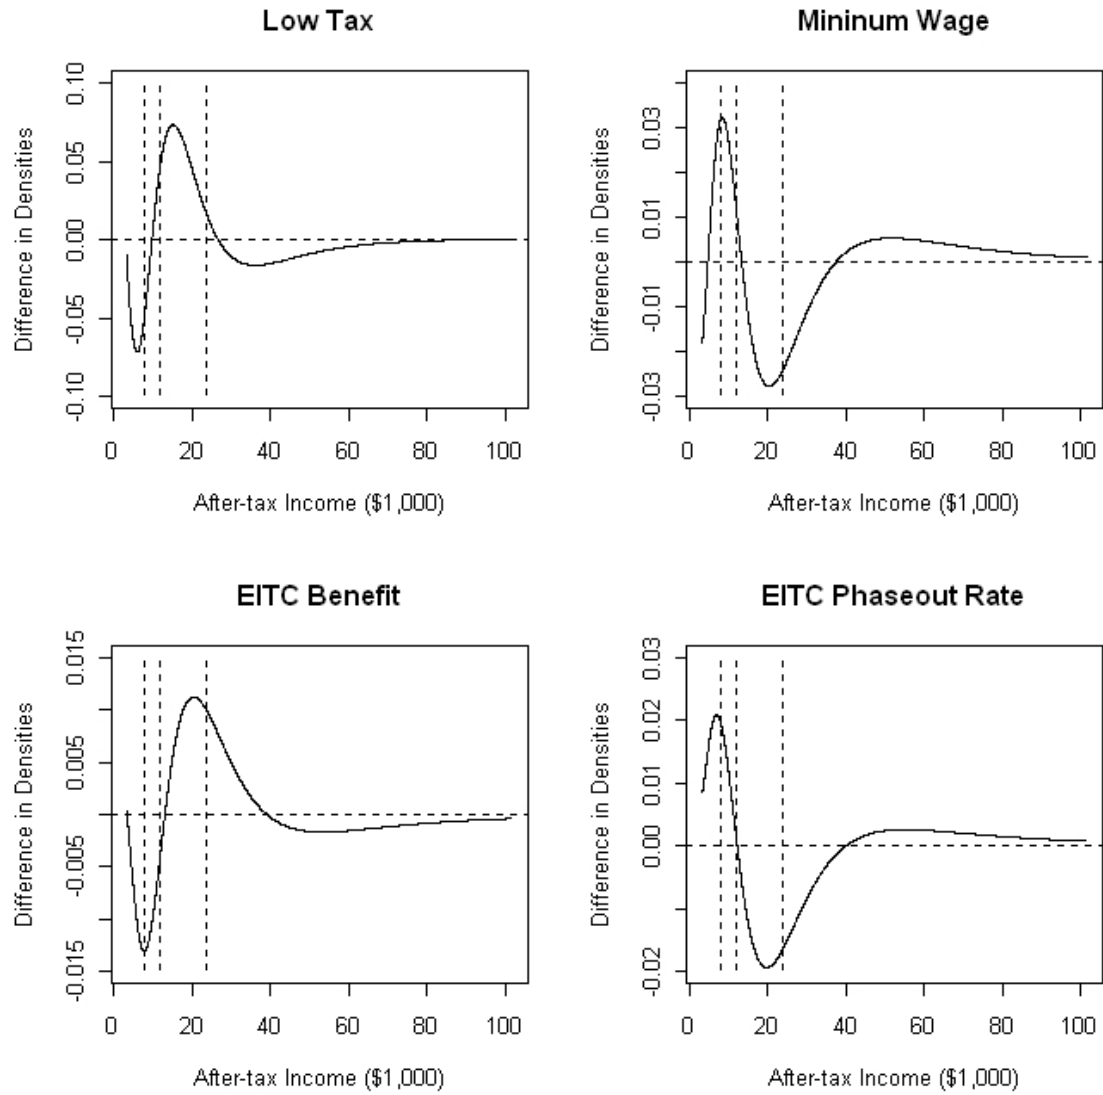 Low Tax
Difference in Densities
0.10
0.05
0.00
-0.05
-0.10
0 20 40 60 80 100
After-tax Income ($1,000)
Mininum Wage
Difference in Densities
0.03
0.01
-0.01
-0.03
0 20 40 60 80 100
After-tax Income ($1,000)
EITC Benefit
Difference in Densities
0.015
0.005
-0.005
-0.015
0 20 40 60 80 100
After-tax Income ($1,000)
EITC Phaseout Rate
Difference in Densities
0.03
0.02
0.01
0.00
-0.02
0 20 40 60 80 100
After-tax Income ($1,000)